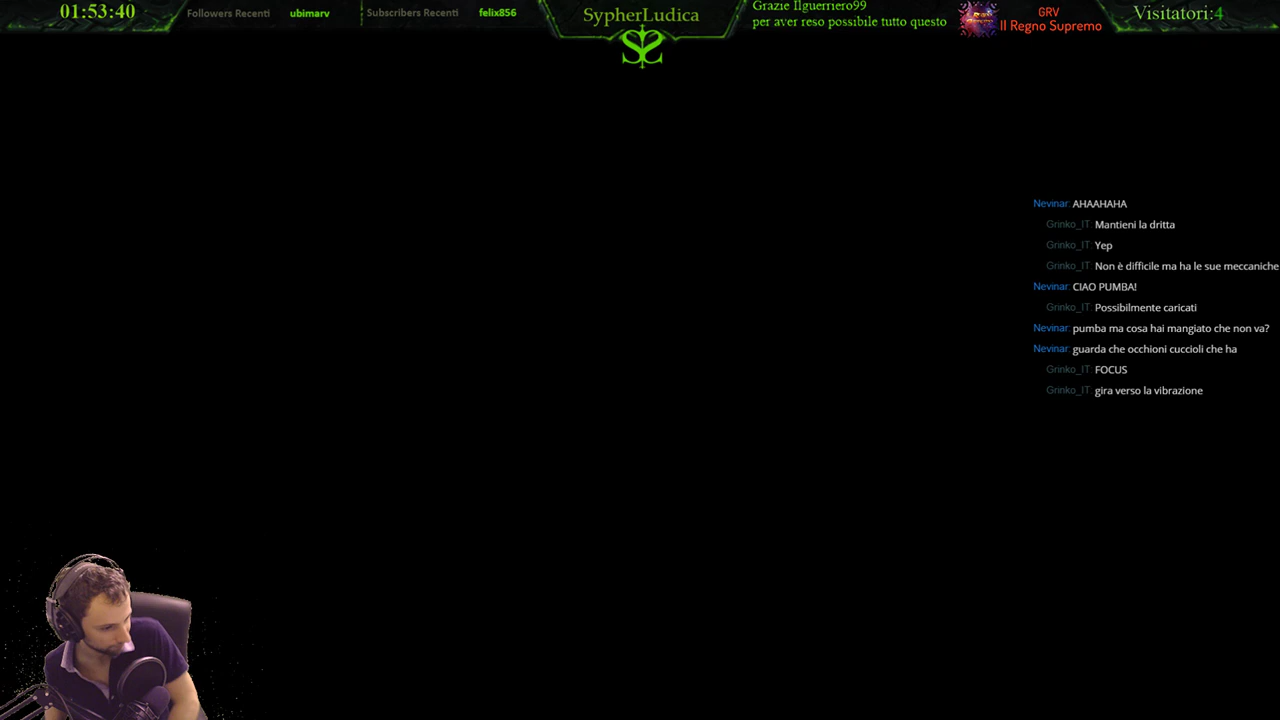 01:53:40
Followers Recenti
ubimarv
Subscribers Recenti
felix856
SypherLudica
Grazie Ilguerriero99
per aver reso possibile tutto questo
GRV
Il Regno Supremo
Visitatori:4
Nevinar: AHAAHAHA
Grinko_IT: Mantieni la dritta
Grinko_IT: Yep
Grinko_IT: Non è difficile ma ha le sue meccaniche
Nevinar: CIAO PUMBA!
Grinko_IT: Possibilmente caricati
Nevinar: pumba ma cosa hai mangiato che non va?
Nevinar: guarda che occhioni cuccioli che ha
Grinko_IT: FOCUS
Grinko_IT: gira verso la vibrazione